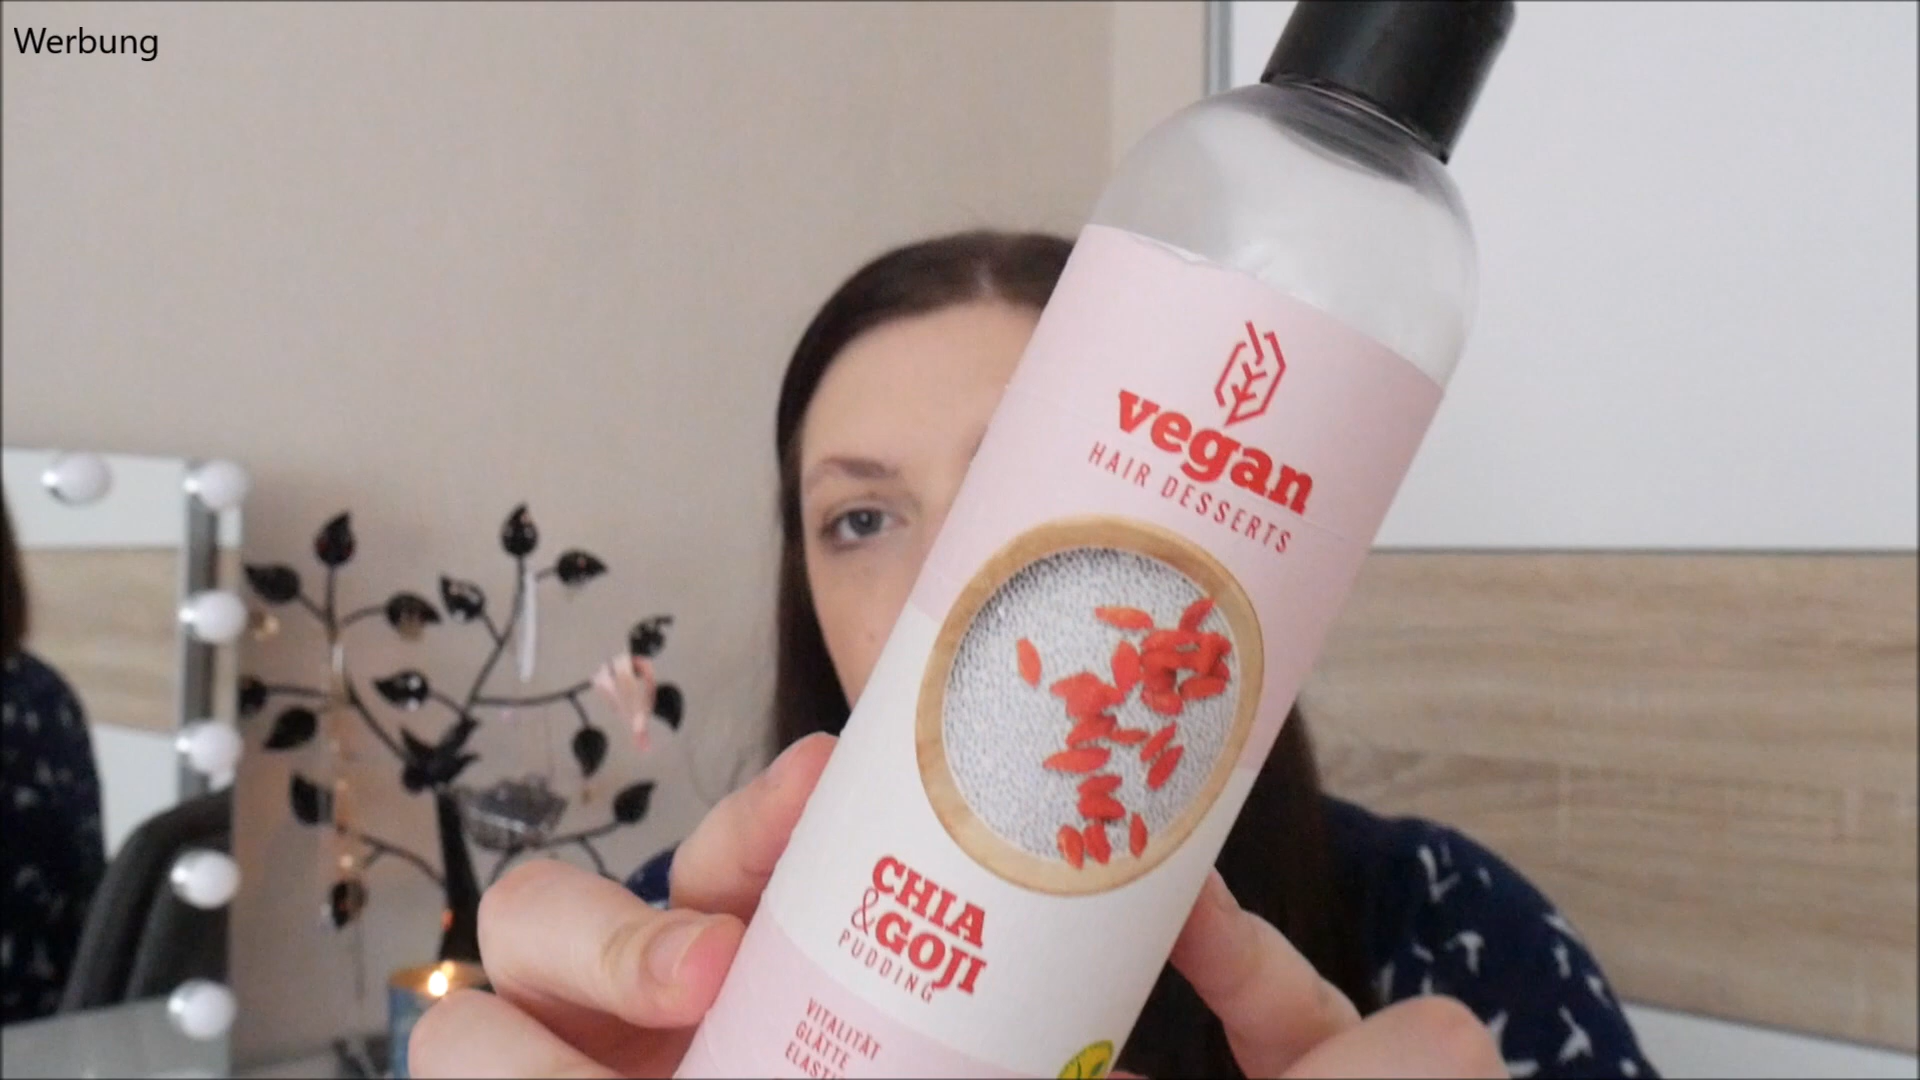 Werbung
vegan
HAIR DESSERTS
CHIA
&GOJI
PUDDING
VITALITÄT
GLÄTTE